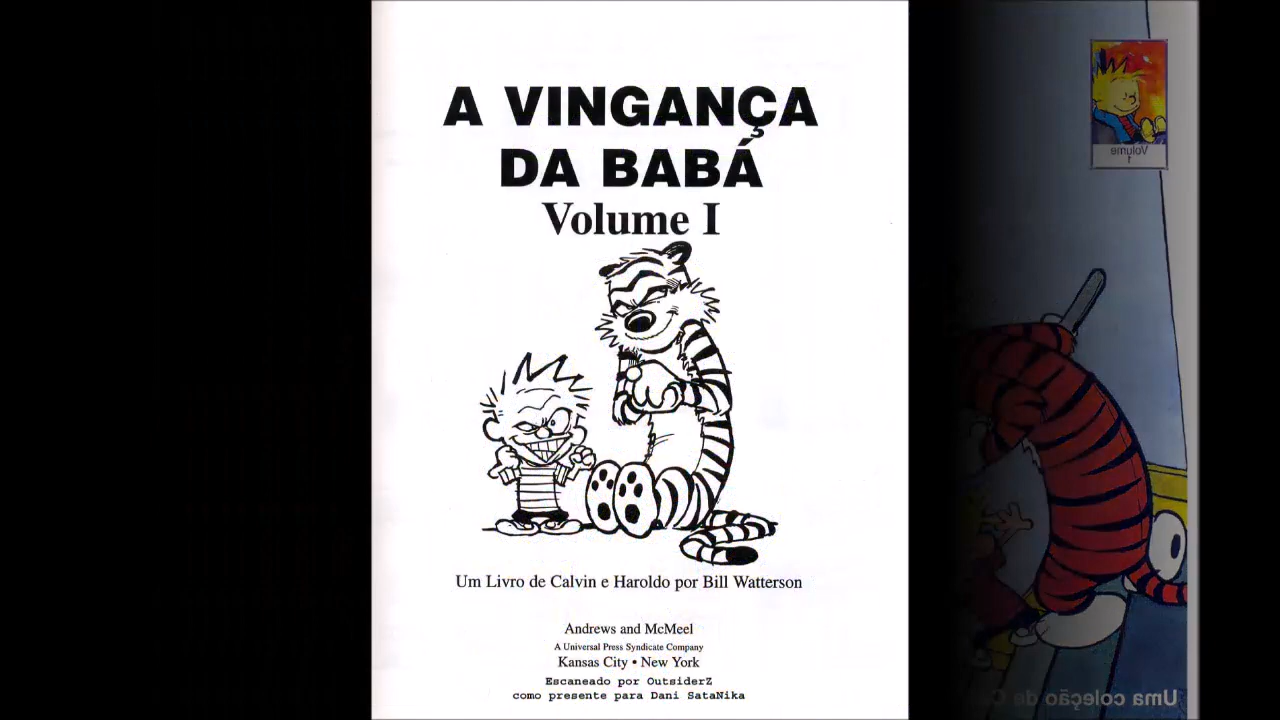 A VINGANÇA
DA BABÁ
Volume I
Um Livro de Calvin e Haroldo por Bill Watterson
Andrews and McMeel
A Universal Press Syndicate Company
Kansas City • New York
Escaneado por OutsiderZ
como presente para Dani SataNika
Volume
1
Uma coleção de C